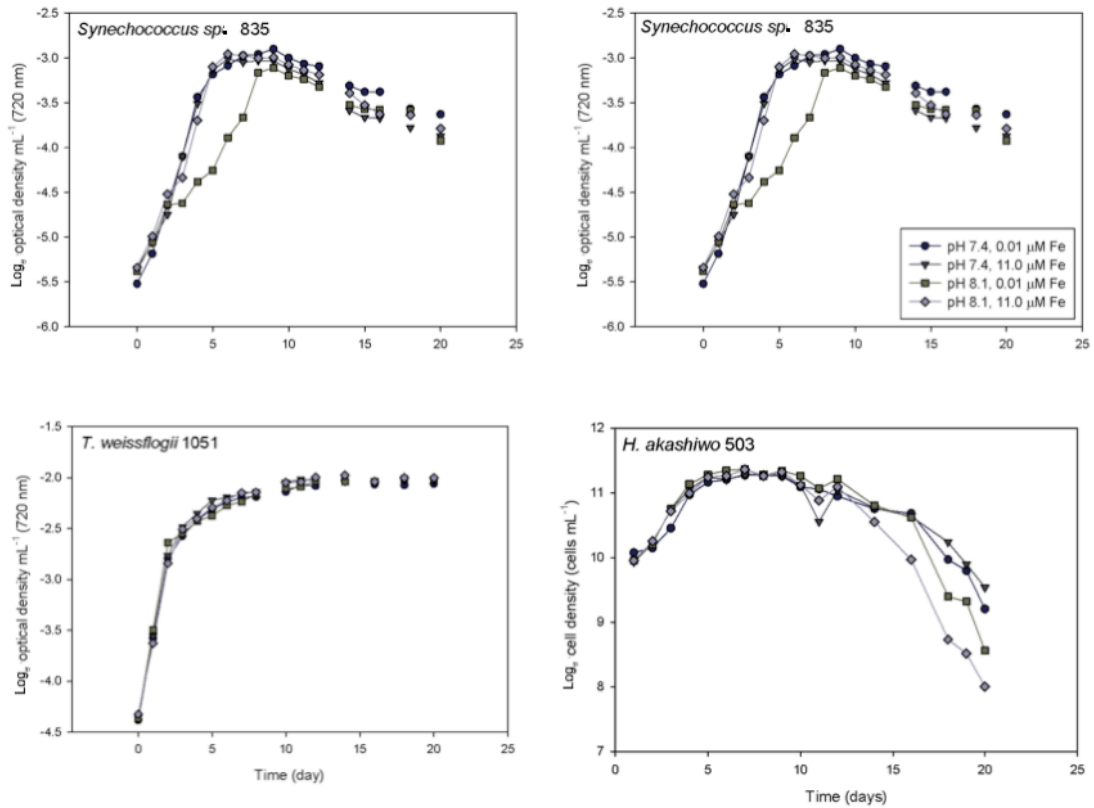 Synechococcus sp. 835
Log_e optical density mL⁻¹ (720 nm)
-2.5
-3.0
-3.5
-4.0
-4.5
-5.0
-5.5
-6.0
0 5 10 15 20 25
Synechococcus sp. 835
Log_e optical density mL⁻¹ (720 nm)
-2.5
-3.0
-3.5
-4.0
-4.5
-5.0
-5.5
-6.0
pH 7.4, 0.01 µM Fe
pH 7.4, 11.0 µM Fe
pH 8.1, 0.01 µM Fe
pH 8.1, 11.0 µM Fe
0 5 10 15 20 25
T. weissflogii 1051
Log_e optical density mL⁻¹ (720 nm)
-1.5
-2.0
-2.5
-3.0
-3.5
-4.0
-4.5
0 5 10 15 20 25
Time (day)
H. akashiwo 503
Log_e cell density (cells mL⁻¹)
12
11
10
9
8
7
0 5 10 15 20 25
Time (days)